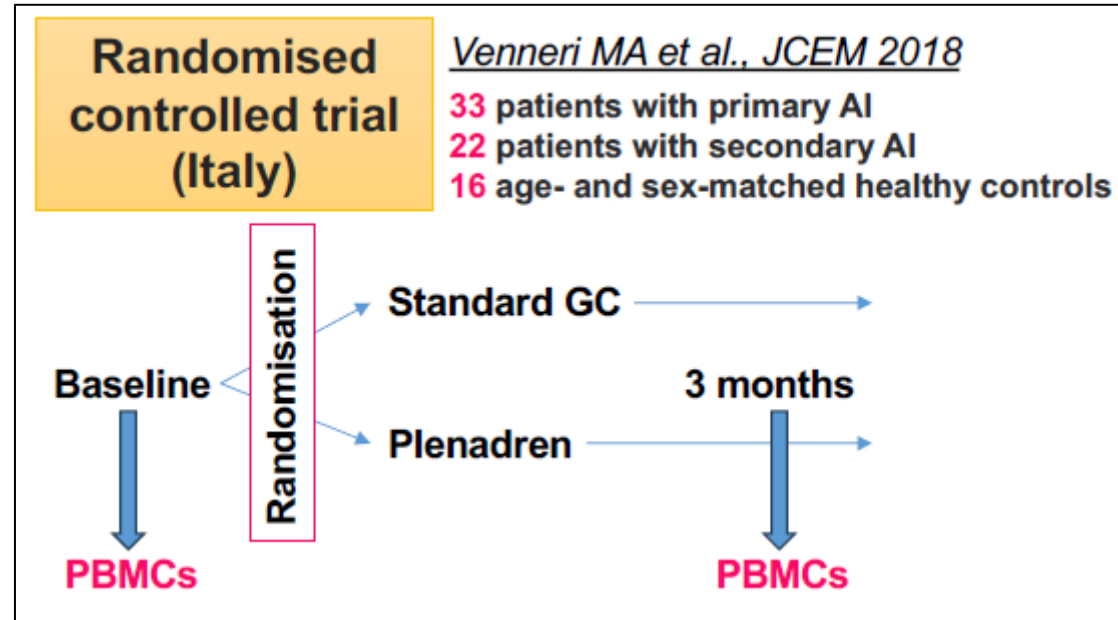 Randomised
controlled trial
(Italy)
Venneri MA et al., JCEM 2018
33 patients with primary AI
22 patients with secondary AI
16 age- and sex-matched healthy controls
Randomisation
Standard GC
Baseline
3 months
Plenadren
PBMCs
PBMCs